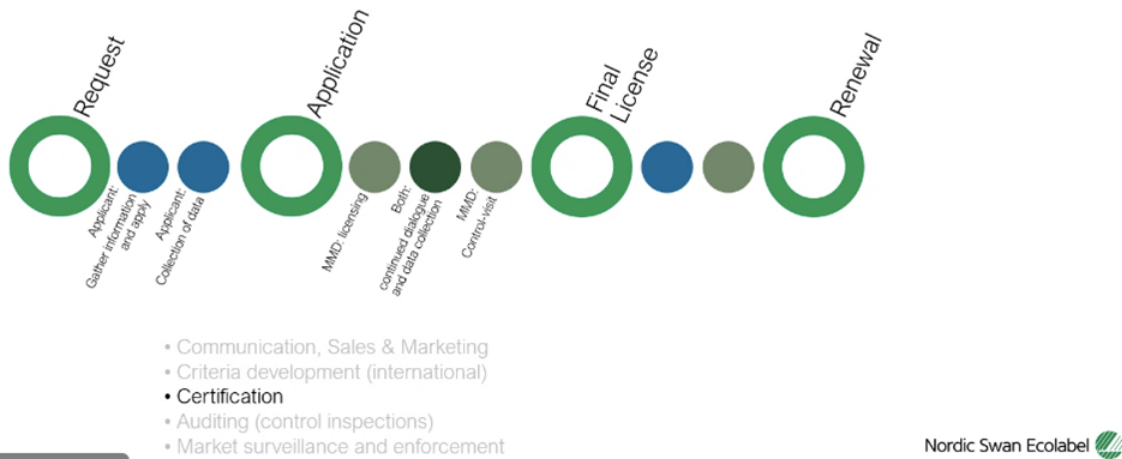 Request
Application
Final
License
Renewal
Applicant:
Gather information
and apply
Applicant:
Collection of data
MMD: licensing
Both:
continued dialogue
and data collection
MMD:
Control-visit
• Communication, Sales & Marketing
• Criteria development (international)
• Certification
• Auditing (control inspections)
• Market surveillance and enforcement
Nordic Swan Ecolabel